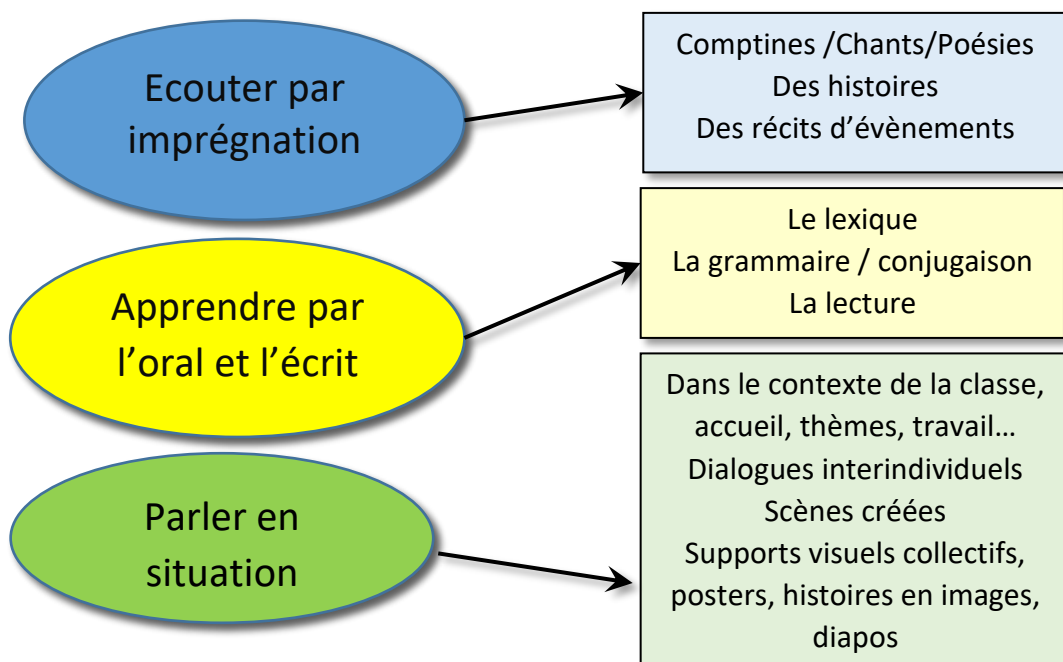 Ecouter par
imprégnation
Comptines /Chants/Poésies
Des histoires
Des récits d'évènements
Apprendre par
l'oral et l'écrit
Le lexique
La grammaire / conjugaison
La lecture
Parler en
situation
Dans le contexte de la classe,
accueil, thèmes, travail…
Dialogues interindividuels
Scènes créées
Supports visuels collectifs,
posters, histoires en images,
diapos